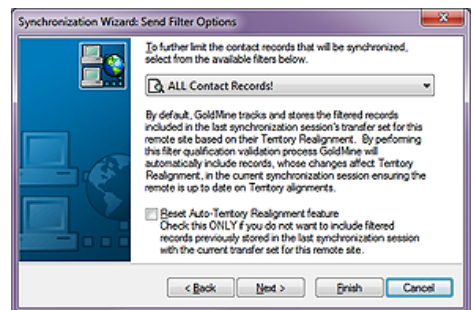 Synchronization Wizard: Send Filter Options
To further limit the contact records that will be synchronized,
select from the available filters below.
ALL Contact Records!
By default, GoldMine tracks and stores the filtered records
included in the last synchronization session's transfer set for this
remote site based on their Territory Realignment. By performing
this filter qualification validation process GoldMine will
automatically include records, whose changes affect Territory
Realignment, in the current synchronization session ensuring the
remote is up to date on Territory alignments.
Reset Auto-Territory Realignment feature
Check this ONLY if you do not want to include filtered
records previously stored in the last synchronization session
with the current transfer set for this remote site.
< Back Next > Finish Cancel